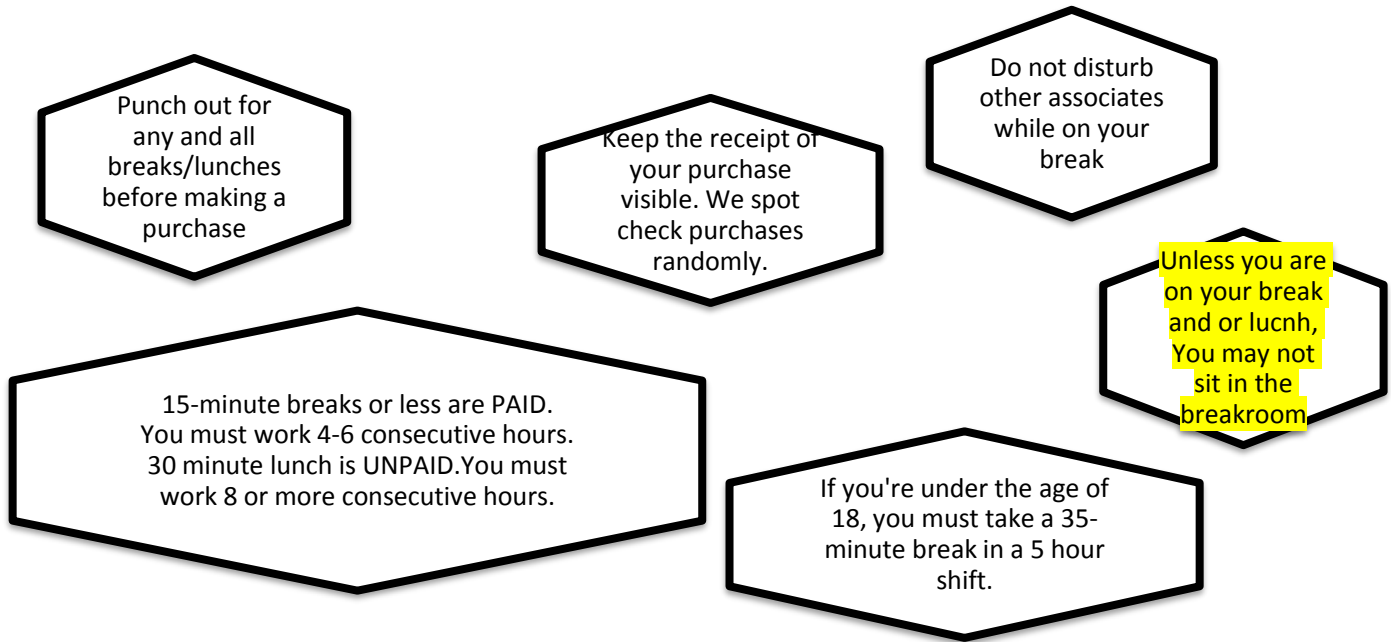 Punch out for
any and all
breaks/lunches
before making a
purchase
Keep the receipt of
your purchase
visible. We spot
check purchases
randomly.
Do not disturb
other associates
while on your
break
Unless you are
on your break
and or lucnh,
You may not
sit in the
breakroom
15-minute breaks or less are PAID.
You must work 4-6 consecutive hours.
30 minute lunch is UNPAID.You must
work 8 or more consecutive hours.
If you're under the age of
18, you must take a 35-
minute break in a 5 hour
shift.